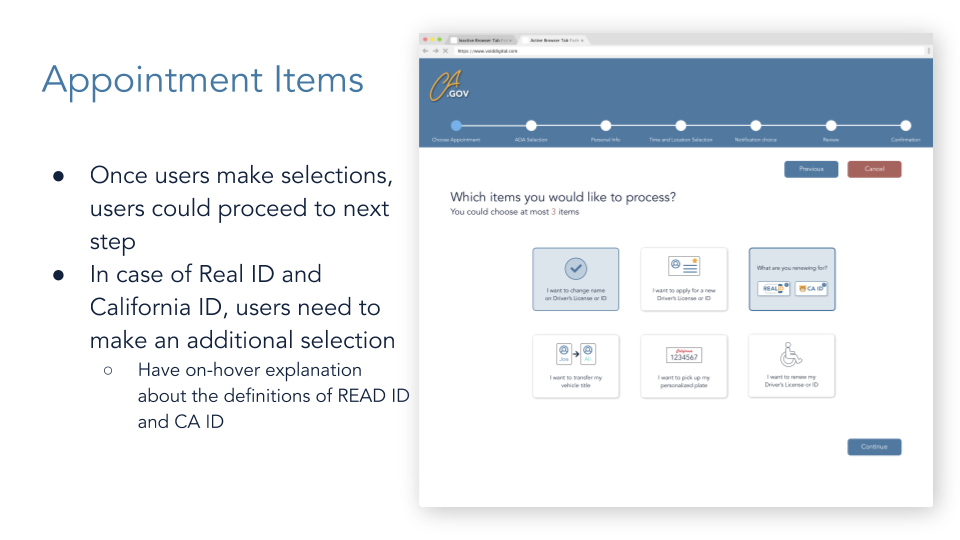 Appointment Items
● Once users make selections,
users could proceed to next
step
● In case of Real ID and
California ID, users need to
make an additional selection
○ Have on-hover explanation
about the definitions of READ ID
and CA ID
Inactive Browser Tab
Active Browser Tab
https://www.voiddigital.com
CA
.GOV
Choose Appointment
ADA Selection
Personal Info
Time and Location Selection
Notification choice
Review
Confirmation
Previous
Cancel
Which items you would like to process?
You could choose at most 3 items
I want to change name
on Driver's License or ID
I want to apply for a new
Driver's License or ID
What are you renewing for?
REAL ID
CA ID
Joe
Ali
I want to transfer my
vehicle title
California
1234567
I want to pick up my
personalized plate
I want to renew my
Driver's License or ID
Continue